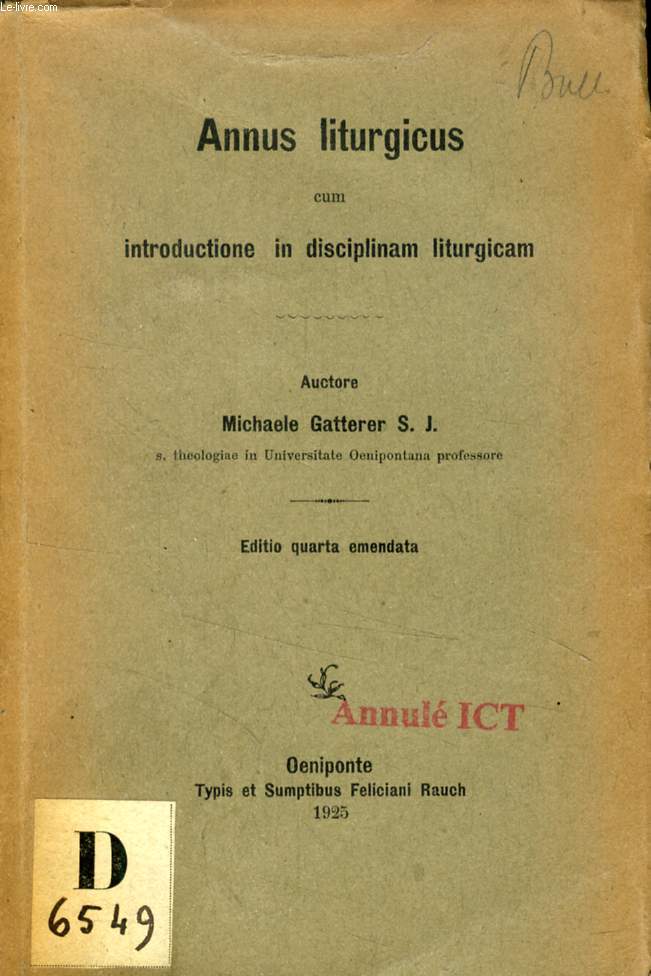 Le-livre.com
Annus liturgicus
cum
introductione in disciplinam liturgicam
Auctore
Michaele Gatterer S. J.
s. theologiae in Universitate Oenipontana professore
Editio quarta emendata
Annulé ICT
Oeniponte
Typis et Sumptibus Feliciani Rauch
1925
D
6549